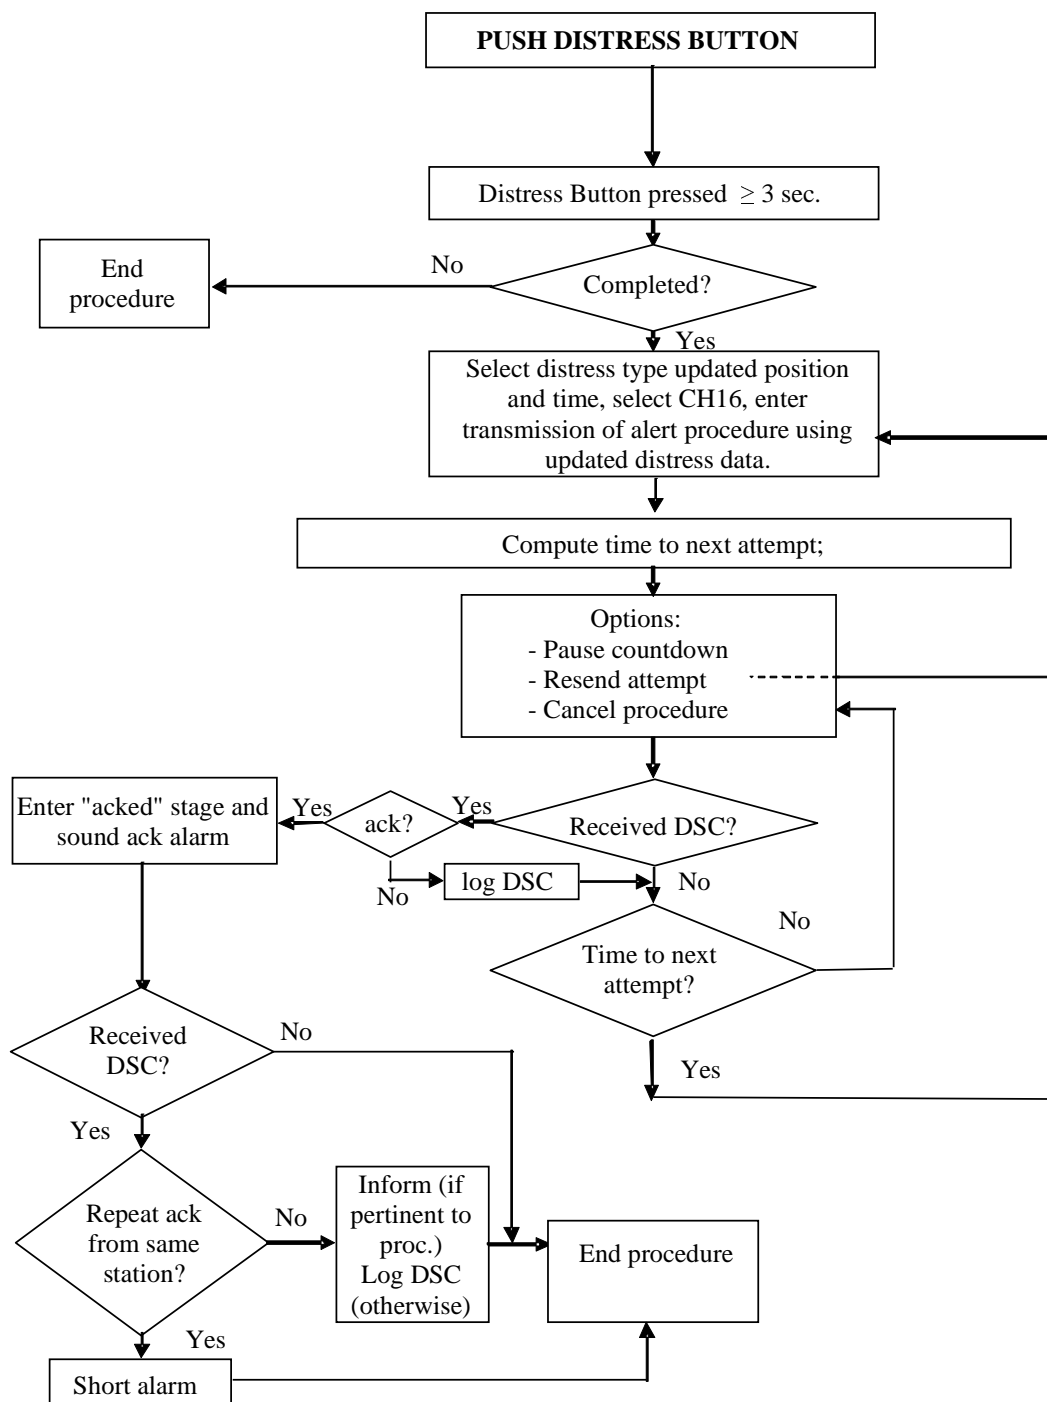 PUSH DISTRESS BUTTON
Distress Button pressed ≥ 3 sec.
No
End
procedure
Completed?
Yes
Select distress type updated position
and time, select CH16, enter
transmission of alert procedure using
updated distress data.
Compute time to next attempt;
Options:
- Pause countdown
- Resend attempt
- Cancel procedure
Enter "acked" stage and
sound ack alarm
Yes
ack?
Yes
Received DSC?
No
log DSC
No
No
Time to next
attempt?
Yes
Received
DSC?
No
Yes
Repeat ack
from same
station?
No
Inform (if
pertinent to
proc.)
Log DSC
(otherwise)
End procedure
Yes
Short alarm